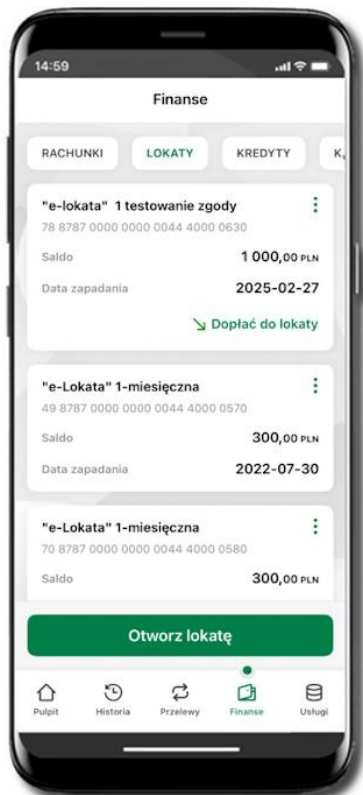 14:59
Finanse
RACHUNKI LOKATY KREDYTY
"e-lokata" 1 testowanie zgody
78 8787 0000 0000 0044 4000 0630
Saldo 1 000,00 PLN
Data zapadania 2025-02-27
Dopłać do lokaty
"e-Lokata" 1-miesięczna
49 8787 0000 0000 0044 4000 0570
Saldo 300,00 PLN
Data zapadania 2022-07-30
"e-Lokata" 1-miesięczna
70 8787 0000 0000 0044 4000 0580
Saldo 300,00 PLN
Otworz lokatę
Pulpit Historia Przelewy Finanse Usługi